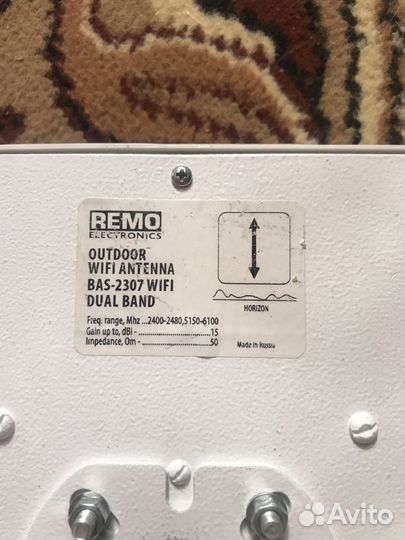 REMO
ELECTRONICS
OUTDOOR
WIFI ANTENNA
BAS-2307 WIFI
DUAL BAND
HORIZON
Freq. range, Mhz ...2400-2480,5150-6100
Gain up to, dBi - 15
Impedance, Om- 50
Made in Russia
Avito